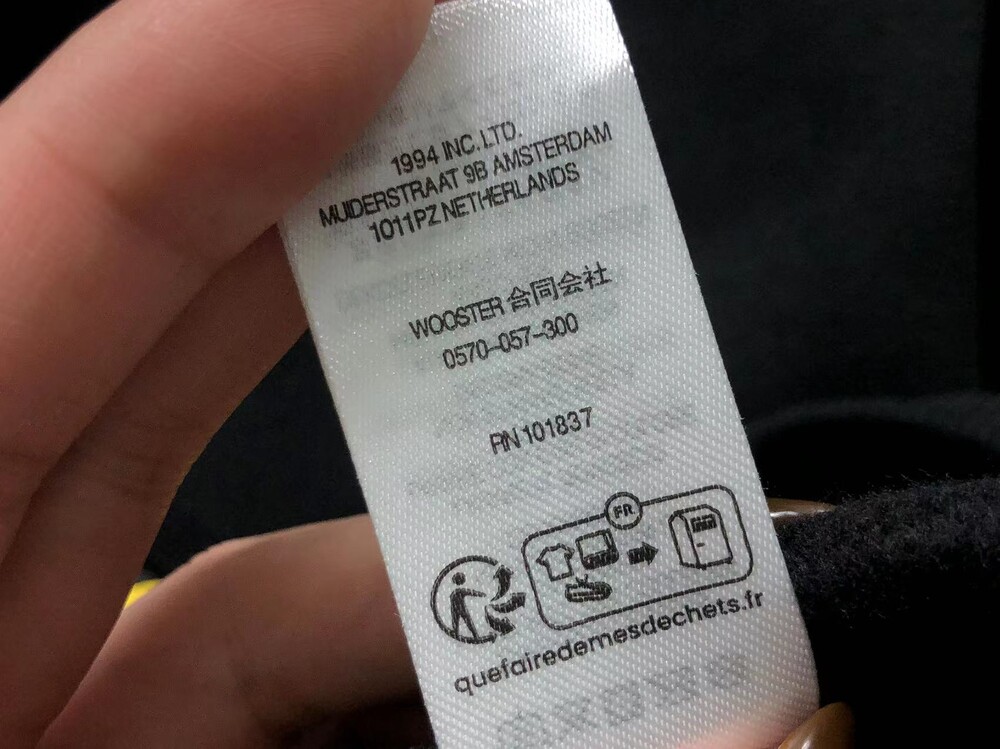 1994 INC. LTD.
MUIDERSTRAAT 9B AMSTERDAM
1011PZ NETHERLANDS
WOOSTER 合同会社
0570-057-300
RN 101837
FR
quefairedemesdechets.fr